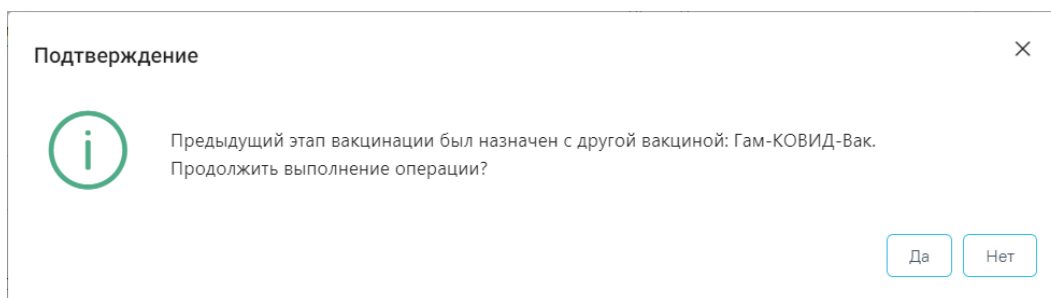 Подтверждение
Предыдущий этап вакцинации был назначен с другой вакциной: Гам-КОВИД-Вак.
Продолжить выполнение операции?
Да
Нет